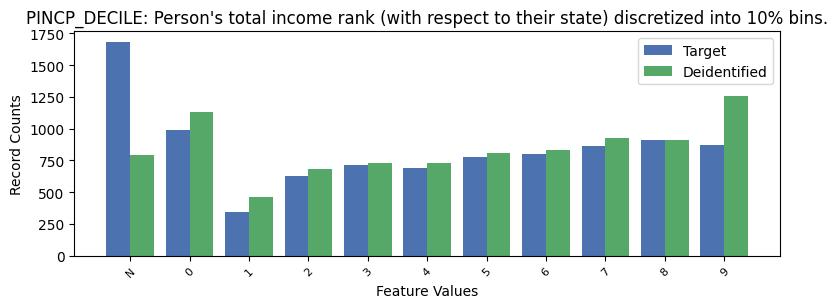 PINCP_DECILE: Person's total income rank (with respect to their state) discretized into 10% bins.
1750
1500
1250
1000
750
500
250
0
Record Counts
Target
Deidentified
N 0 1 2 3 4 5 6 7 8 9
Feature Values